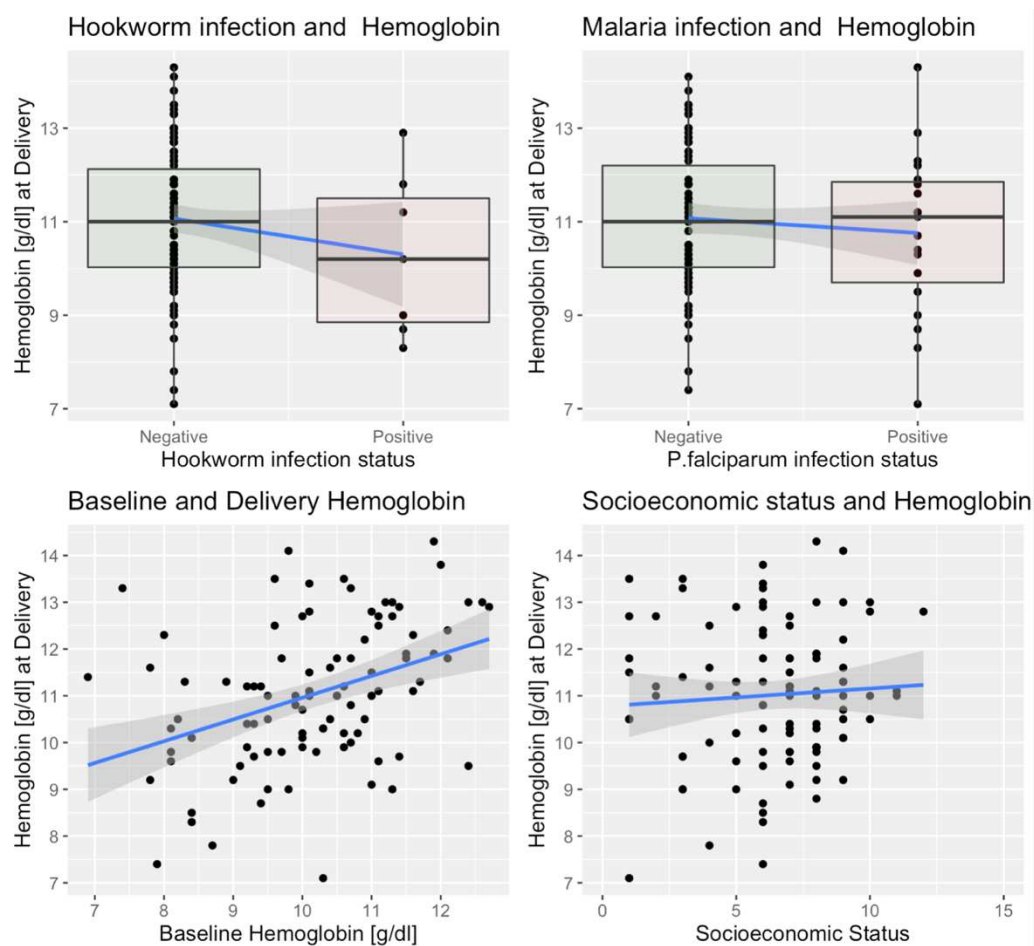 Hookworm infection and  Hemoglobin
Hemoglobin [g/dl] at Delivery
13
11
9
7
Negative
Positive
Hookworm infection status
Malaria infection and  Hemoglobin
Hemoglobin [g/dl] at Delivery
13
11
9
7
Negative
Positive
P.falciparum infection status
Baseline and Delivery Hemoglobin
Hemoglobin [g/dl] at Delivery
14
13
12
11
10
9
8
7
7
8
9
10
11
12
Baseline Hemoglobin [g/dl]
Socioeconomic status and Hemoglobin
Hemoglobin [g/dl] at Delivery
14
13
12
11
10
9
8
7
0
5
10
15
Socioeconomic Status